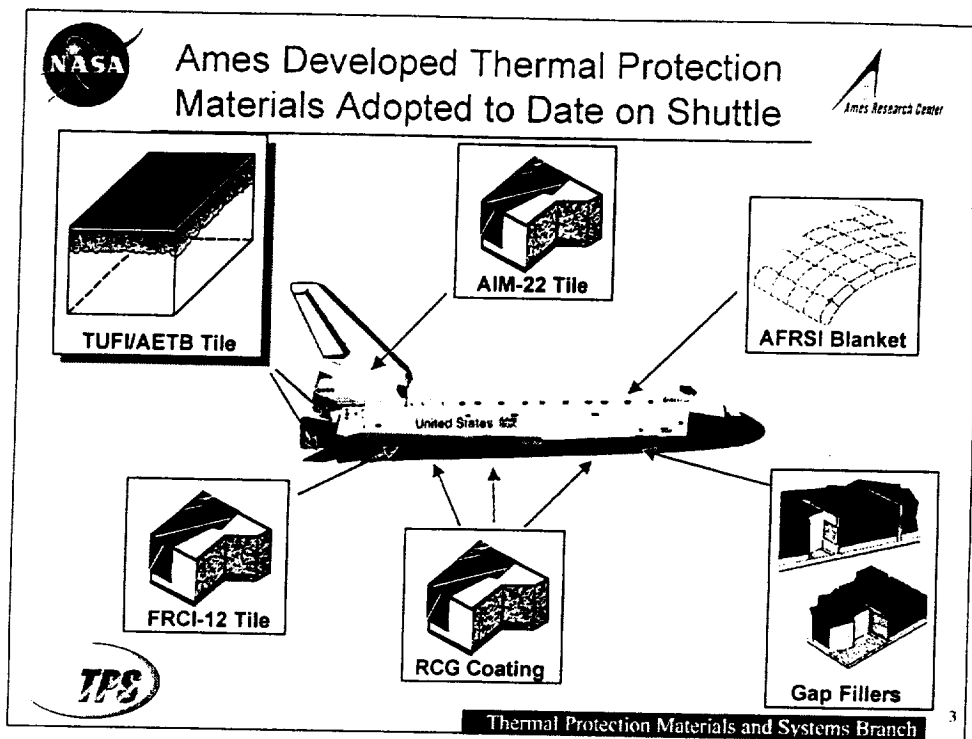 NASA
Ames Developed Thermal Protection
Materials Adopted to Date on Shuttle
Ames Research Center
TUFI/AETB Tile
AIM-22 Tile
AFRSI Blanket
United States
FRCI-12 Tile
RCG Coating
Gap Fillers
TPS
Thermal Protection Materials and Systems Branch
3